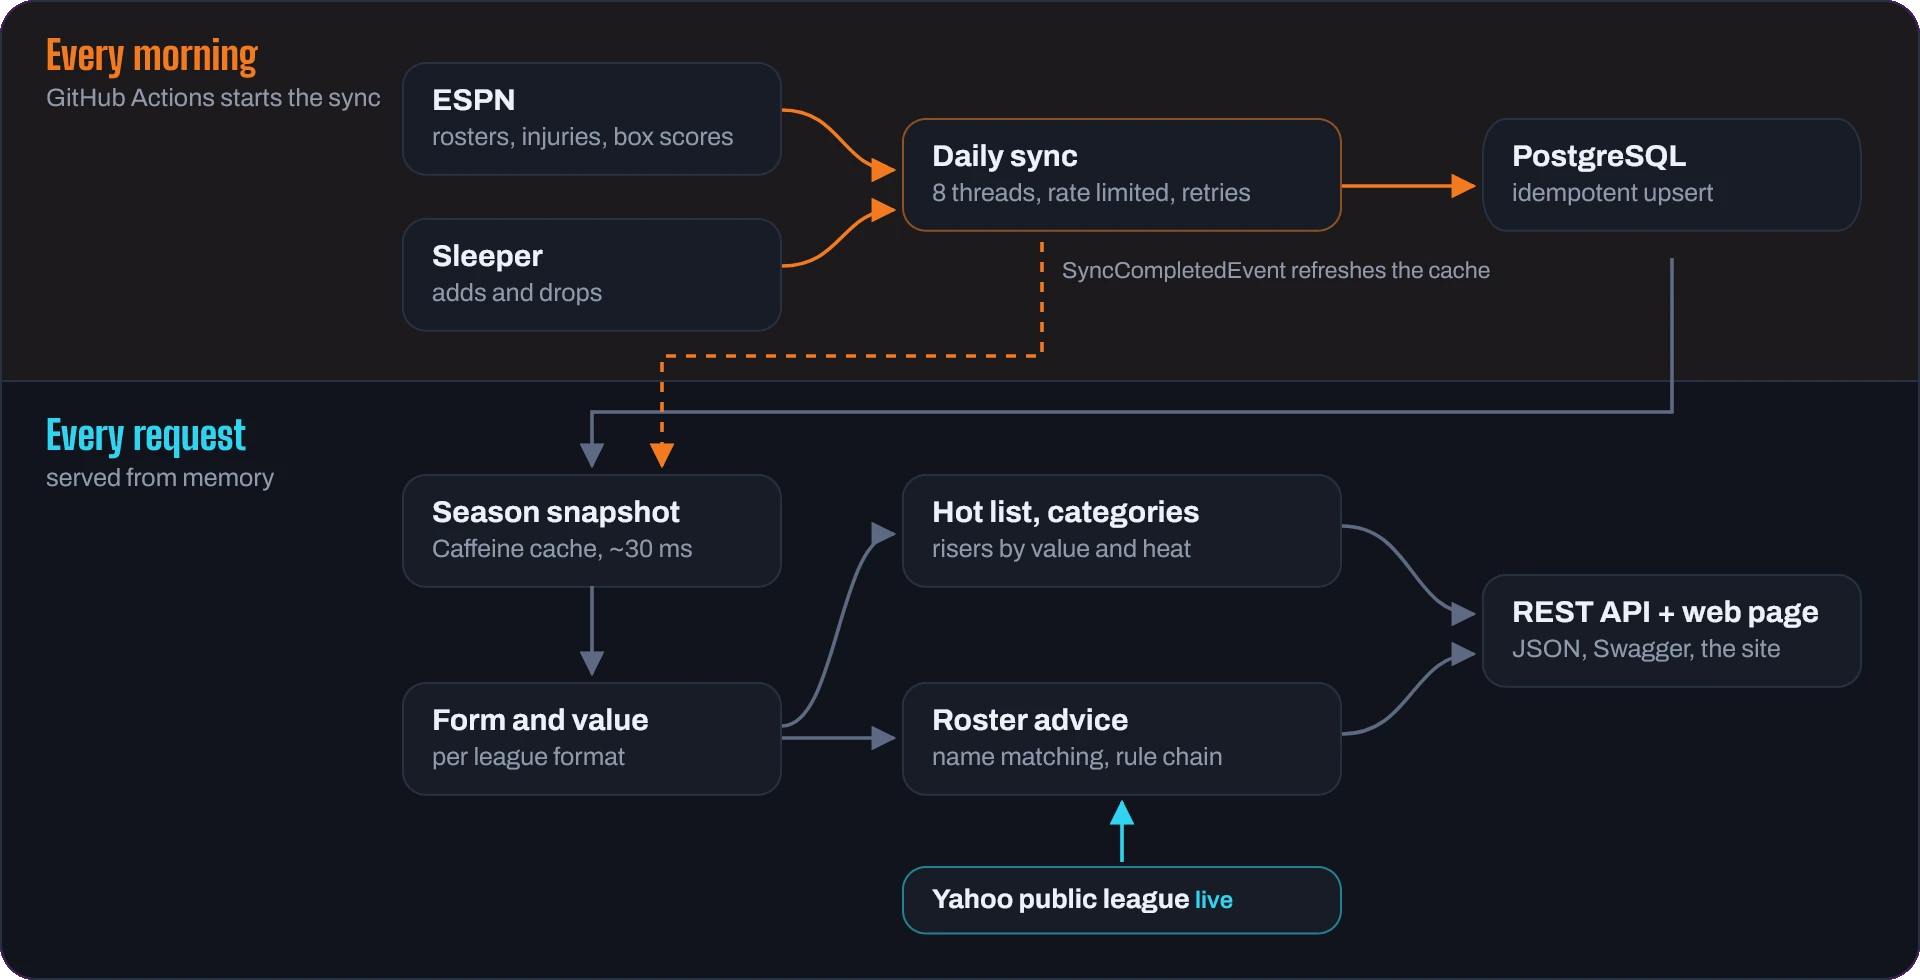 Every morning
GitHub Actions starts the sync
ESPN
rosters, injuries, box scores
Sleeper
adds and drops
Daily sync
8 threads, rate limited, retries
PostgreSQL
idempotent upsert
SyncCompletedEvent refreshes the cache
Every request
served from memory
Season snapshot
Caffeine cache, ~30 ms
Hot list, categories
risers by value and heat
REST API + web page
JSON, Swagger, the site
Form and value
per league format
Roster advice
name matching, rule chain
Yahoo public league live